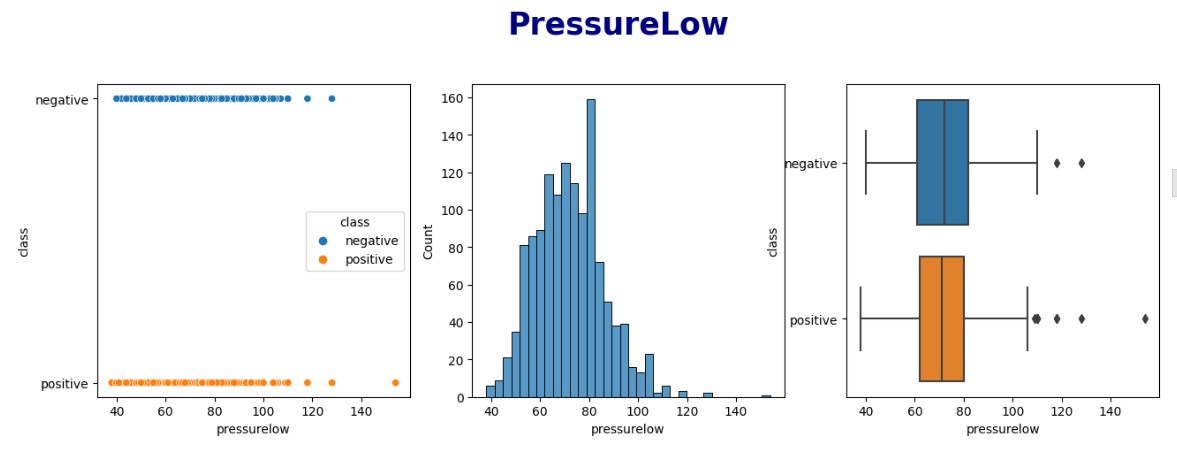 PressureLow
negative
positive
class
class
negative
positive
40 60 80 100 120 140
pressurelow
160
140
120
100
80
60
40
20
0
Count
40 60 80 100 120 140
pressurelow
negative
positive
class
40 60 80 100 120 140
pressurelow